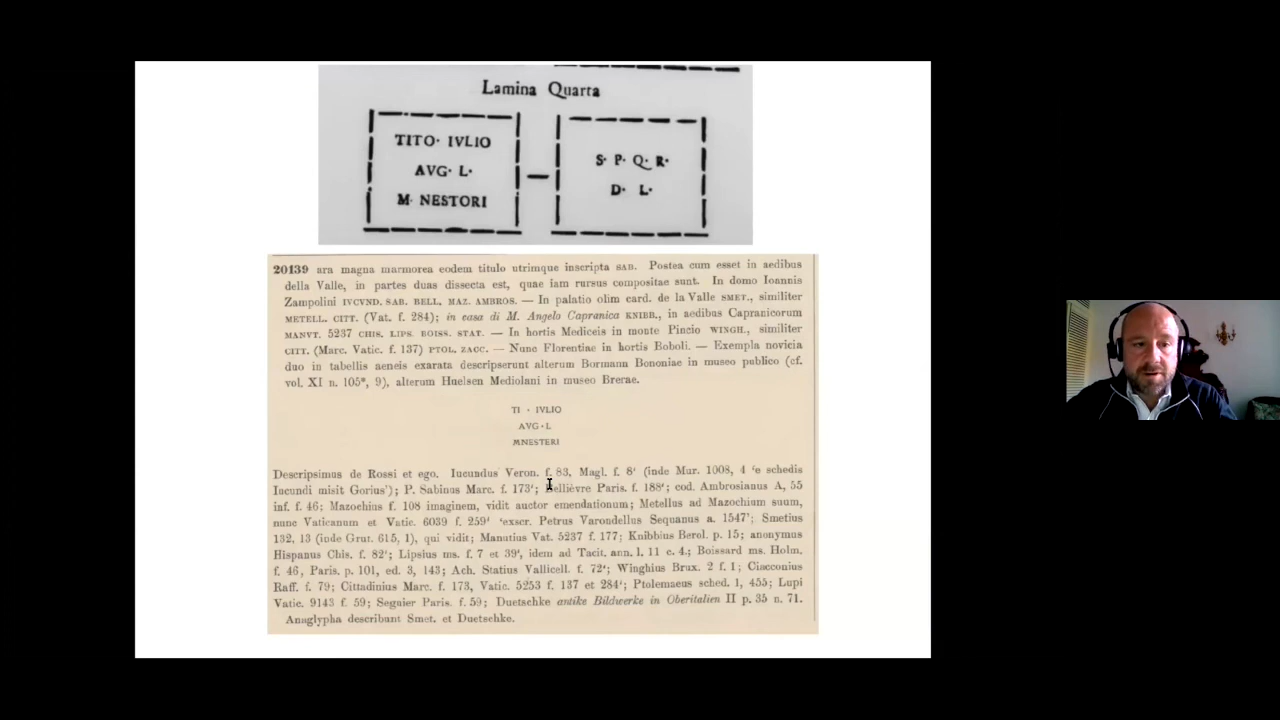 Lamina Quarta
TITO· IVLIO
AVG· L·
M· NESTORI
S· P· Q· R·
D· L·
20139 ara magna marmorea eodem titulo utrimque inscripta SAB. Postea cum esset in aedibus
della Valle, in partes duas dissecta est, quae iam rursus compositae sunt. In domo Ioannis
Zampolini IVCVND. SAB. BELL. MAZ. AMBROS. — In palatio olim card. de la Valle SMET., similiter
METELL. CITT. (Vat. f. 284); in casa di M. Angelo Capranica KNIBB., in aedibus Capranicorum
MANVT. 5237 CHIS. LIPS. BOISS. STAT. — In hortis Mediceis in monte Pincio WINGH., similiter
CITT. (Marc. Vatic. f. 137) PTOL. ZACC. — Nunc Florentiae in hortis Boboli. — Exempla novicia
duo in tabellis aeneis exarata descripserunt alterum Bormann Bononiae in museo publico (cf.
vol. XI n. 105*, 9), alterum Huelsen Mediolani in museo Brerae.
TI · IVLIO
AVG · L
MNESTERI
Descripsimus de Rossi et ego. Iucundus Veron. f. 83, Magl. f. 8' (inde Mur. 1008, 4 'e schedis
Iucundi misit Gorius'); P. Sabinus Marc. f. 173'; Bellièvre Paris. f. 188'; cod. Ambrosianus A, 55
inf. f. 46; Mazochius f. 108 imaginem, vidit auctor emendationum; Metellus ad Mazochium suum,
nunc Vaticanum et Vatic. 6039 f. 259' 'exscr. Petrus Varondellus Sequanus a. 1547'; Smetius
132, 13 (inde Grut. 615, 1), qui vidit; Manutius Vat. 5237 f. 177; Knibbius Berol. p. 15; anonymus
Hispanus Chis. f. 82'; Lipsius ms. f. 7 et 39', idem ad Tacit. ann. l. 11 c. 4.; Boissard ms. Holm.
f. 46, Paris. p. 101, ed. 3, 143; Ach. Statius Vallicell. f. 72'; Winghius Brux. 2 f. 1; Ciacconius
Raff. f. 79; Cittadinius Marc. f. 173, Vatic. 5253 f. 137 et 284'; Ptolemaeus sched. 1, 455; Lupi
Vatic. 9143 f. 59; Seguier Paris. f. 59; Duetschke antike Bildwerke in Oberitalien II p. 35 n. 71.
Anaglypha describunt Smet. et Duetschke.